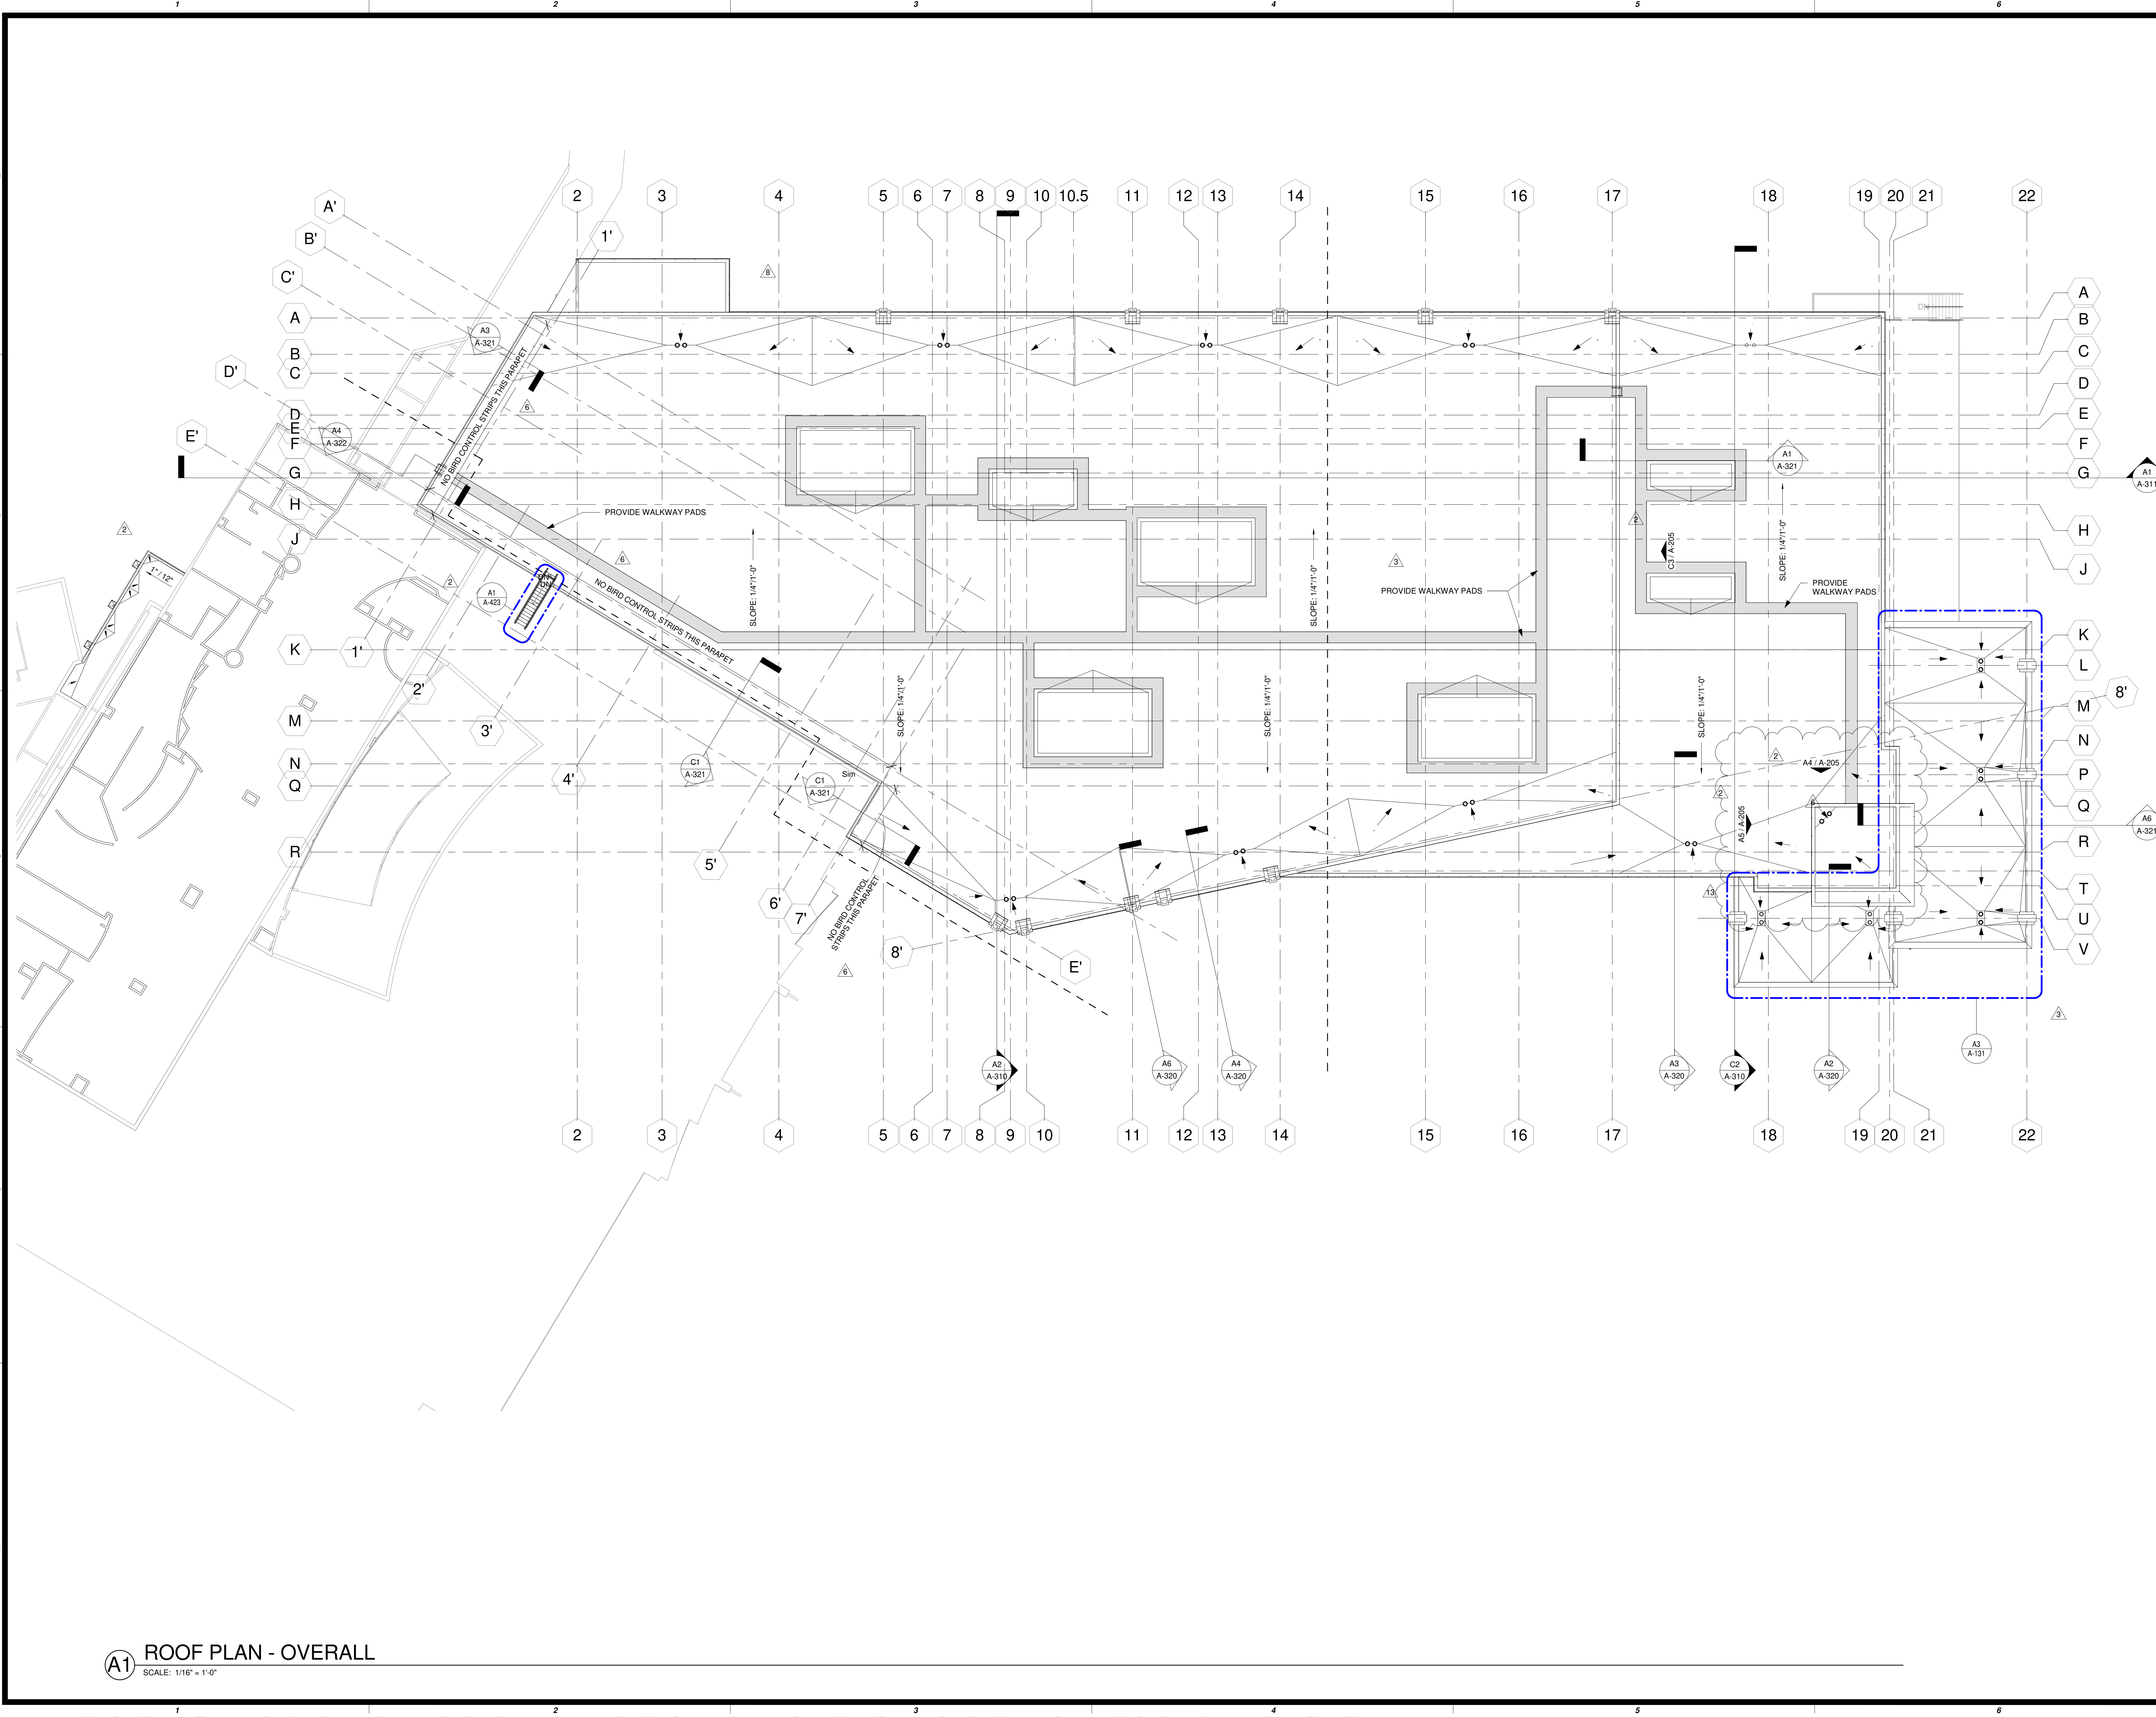 1 2 3 4 5 6
2 3 4 5 6 7 8 9 10 10.5 11 12 13 14 15 16 17 18 19 20 21 22
A'
B'
1'
C'
8
A
DN
A
B
A3
A-321
B
C
C
D'
D
D
E
E
E'
A4
A-322
F
F
G
G
6
A1
A-321
A1
A-311
NO BIRD CONTROL STRIPS THIS PARAPET
H
PROVIDE WALKWAY PADS
2
2
H
J
C3 / A-205
J
1" / 12"
6
3
2
DN
DN
A1
A-423
NO BIRD CONTROL STRIPS THIS PARAPET
SLOPE: 1/4"/1'-0"
SLOPE: 1/4"/1'-0"
SLOPE: 1/4"/1'-0"
PROVIDE WALKWAY PADS
PROVIDE
WALKWAY PADS
K
1'
K
L
2'
8'
M
3'
SLOPE: 1/4"/1'-0"
SLOPE: 1/4"/1'-0"
SLOPE: 1/4"/1'-0"
M
N
C1
A-321
Sim
4'
2
A4 / A-205
N
P
Q
C1
A-321
2
6
Q
A5 / A-205
A6
A-321
R
5'
R
6'
7'
13
T
NO BIRD CONTROL
STRIPS THIS PARAPET
U
8'
V
E'
6
3
A2
A-310
A6
A-320
A4
A-320
A3
A-320
C2
A-310
A2
A-320
A3
A-131
2 3 4 5 6 7 8 9 10 11 12 13 14 15 16 17 18 19 20 21 22
A1
ROOF PLAN - OVERALL
SCALE: 1/16" = 1'-0"
1 2 3 4 5 6